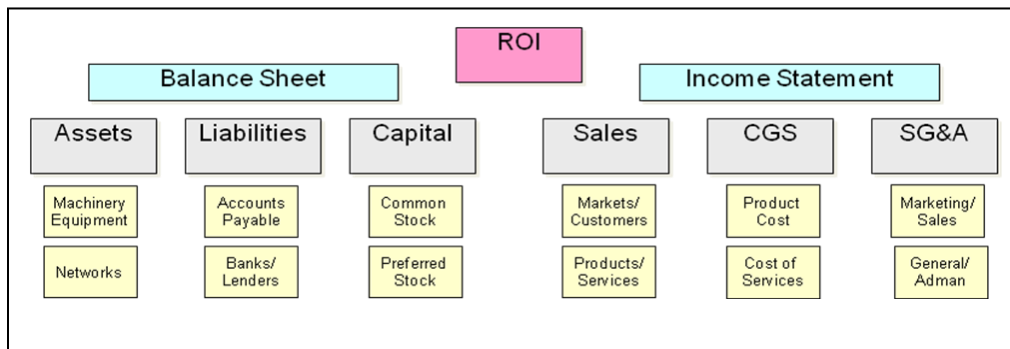 ROI
Balance Sheet
Income Statement
Assets
Liabilities
Capital
Sales
CGS
SG&A
Machinery
Equipment
Accounts
Payable
Common
Stock
Markets/
Customers
Product
Cost
Marketing/
Sales
Networks
Banks/
Lenders
Preferred
Stock
Products/
Services
Cost of
Services
General/
Adman